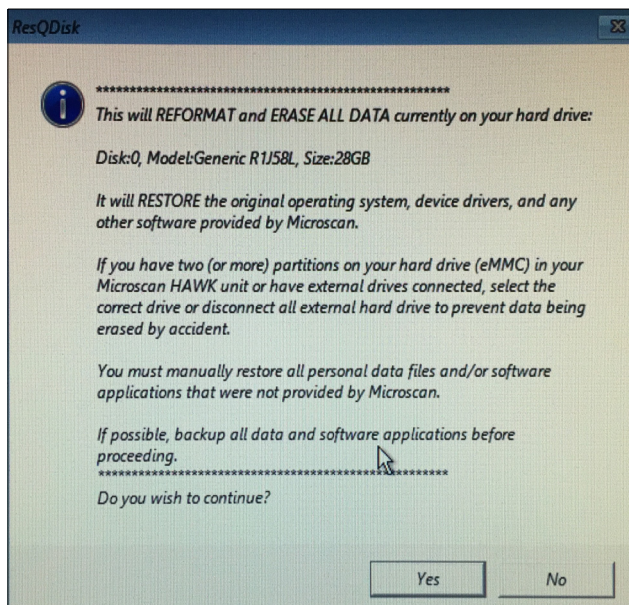 ResQDisk
*****************************************************
This will REFORMAT and ERASE ALL DATA currently on your hard drive:
Disk:0, Model:Generic R1J58L, Size:28GB
It will RESTORE the original operating system, device drivers, and any
other software provided by Microscan.
If you have two (or more) partitions on your hard drive (eMMC) in your
Microscan HAWK unit or have external drives connected, select the
correct drive or disconnect all external hard drive to prevent data being
erased by accident.
You must manually restore all personal data files and/or software
applications that were not provided by Microscan.
If possible, backup all data and software applications before
proceeding.
*****************************************************
Do you wish to continue?
Yes
No